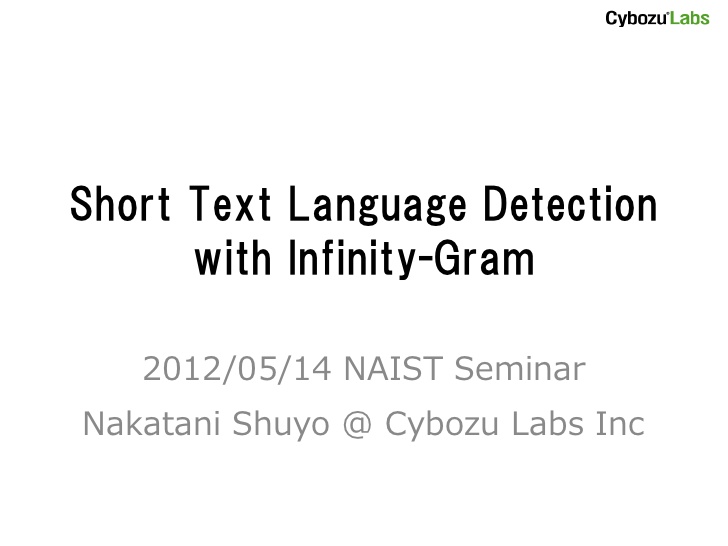 Cybozu Labs
Short Text Language Detection
with Infinity-Gram
2012/05/14 NAIST Seminar
Nakatani Shuyo @ Cybozu Labs Inc